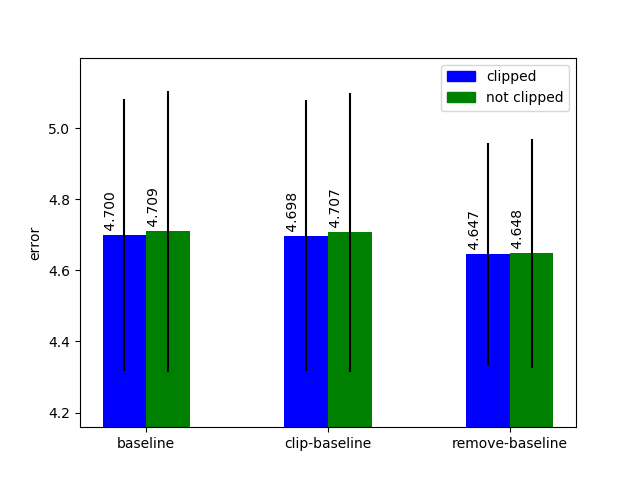 clipped
not clipped
5.0
4.8
4.6
4.4
4.2
error
4.700
4.709
4.698
4.707
4.647
4.648
baseline
clip-baseline
remove-baseline